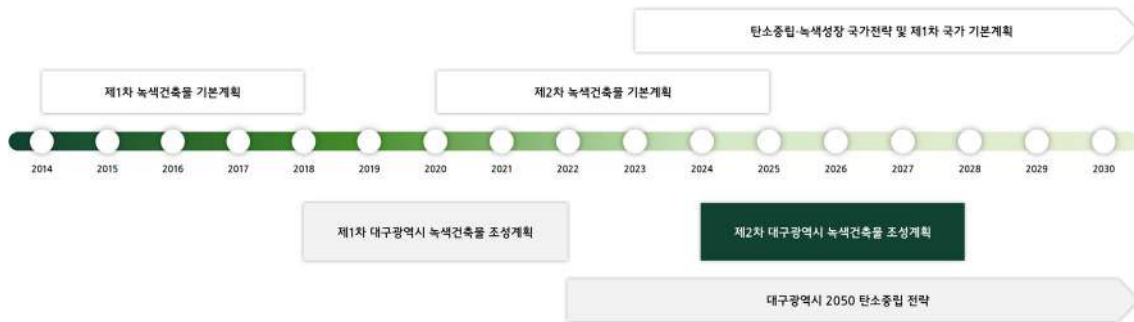 탄소중립·녹색성장 국가전략 및 제1차 국가 기본계획
제1차 녹색건축물 기본계획
제2차 녹색건축물 기본계획
2014
2015
2016
2017
2018
2019
2020
2021
2022
2023
2024
2025
2026
2027
2028
2029
2030
제1차 대구광역시 녹색건축물 조성계획
제2차 대구광역시 녹색건축물 조성계획
대구광역시 2050 탄소중립 전략